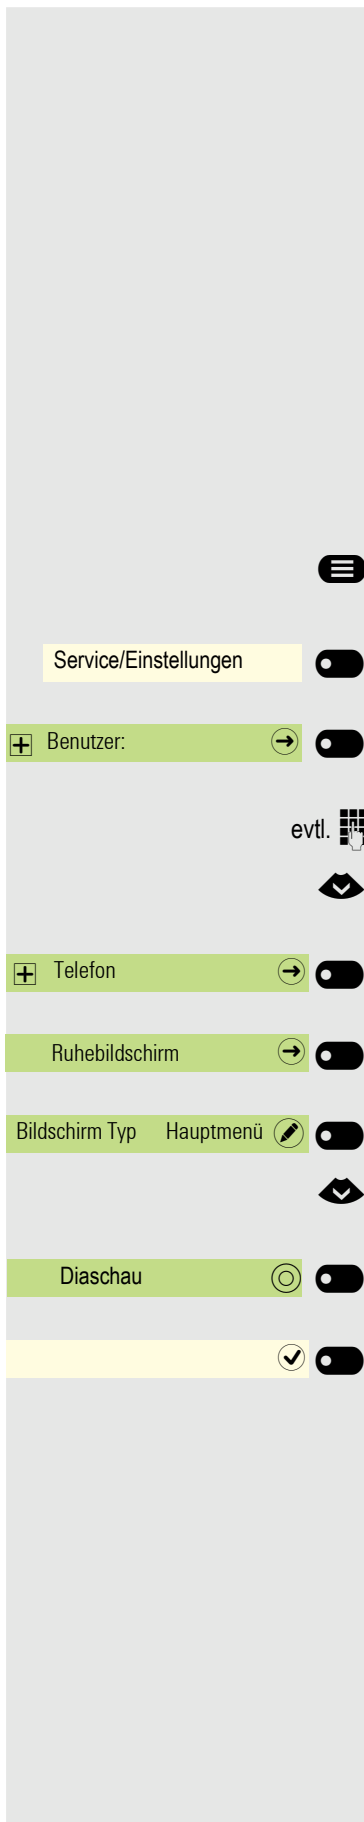 Service/Einstellungen
Benutzer:
evtl.
Telefon
Ruhebildschirm
Bildschirm Typ Hauptmenü
Diaschau